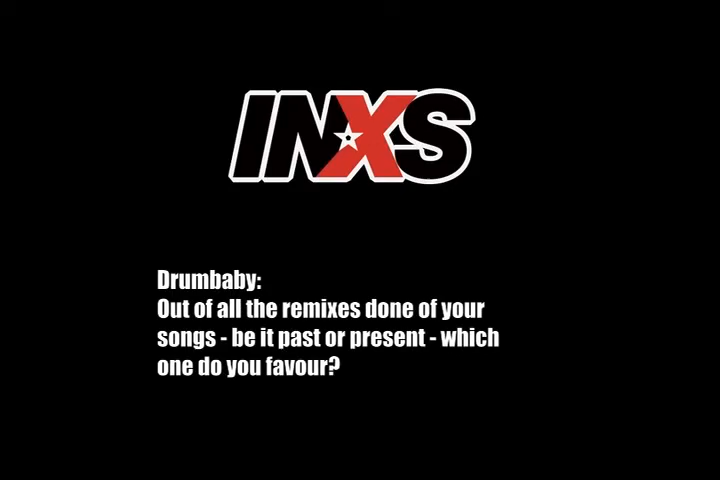 INXS
Drumbaby:
Out of all the remixes done of your
songs - be it past or present - which
one do you favour?